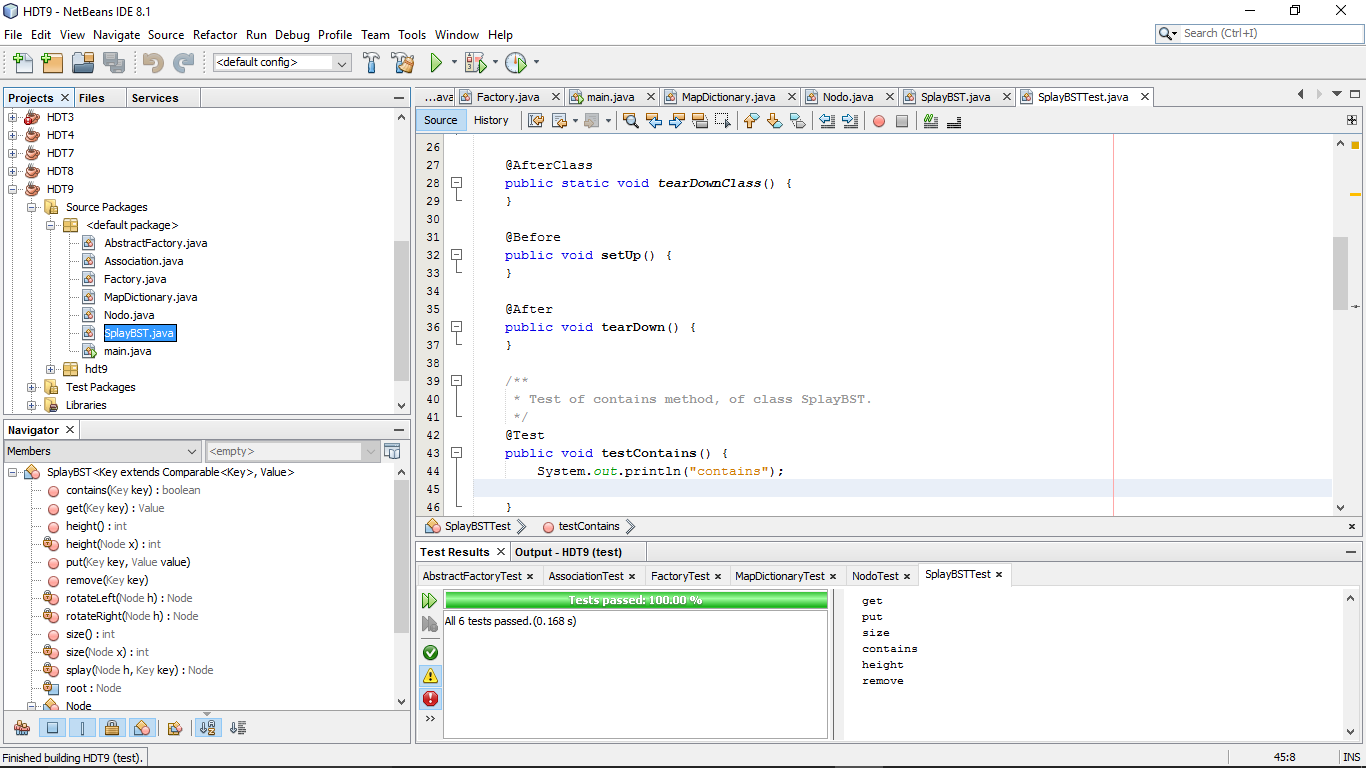 HDT9 - NetBeans IDE 8.1
File Edit View Navigate Source Refactor Run Debug Profile Team Tools Window Help
Search (Ctrl+I)
<default config>
Projects Files Services
HDT3
HDT4
HDT7
HDT8
HDT9
Source Packages
<default package>
AbstractFactory.java
Association.java
Factory.java
MapDictionary.java
Nodo.java
SplayBST.java
main.java
hdt9
Test Packages
Libraries
Navigator
Members <empty>
SplayBST<Key extends Comparable<Key>, Value>
contains(Key key) : boolean
get(Key key) : Value
height() : int
height(Node x) : int
put(Key key, Value value)
remove(Key key)
rotateLeft(Node h) : Node
rotateRight(Node h) : Node
size() : int
size(Node x) : int
splay(Node h, Key key) : Node
root : Node
Node
...ava Factory.java main.java MapDictionary.java Nodo.java SplayBST.java SplayBSTTest.java
Source History
26
27 @AfterClass
28 public static void tearDownClass() {
29 }
30
31 @Before
32 public void setUp() {
33 }
34
35 @After
36 public void tearDown() {
37 }
38
39 /**
40 * Test of contains method, of class SplayBST.
41 */
42 @Test
43 public void testContains() {
44 System.out.println("contains");
45
46 }
SplayBSTTest testContains
Test Results Output - HDT9 (test)
AbstractFactoryTest AssociationTest FactoryTest MapDictionaryTest NodoTest SplayBSTTest
Tests passed: 100.00 %
All 6 tests passed.(0.168 s)
get
put
size
contains
height
remove
Finished building HDT9 (test).
45:8 INS